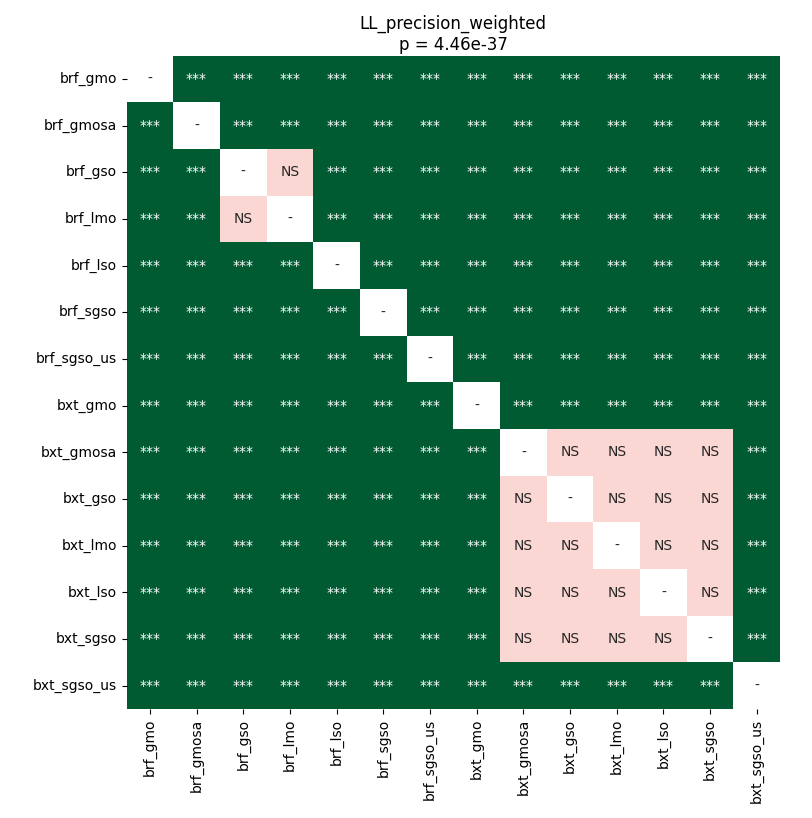 LL_precision_weighted
p = 4.46e-37
brf_gmo - *** *** *** *** *** *** *** *** *** *** *** *** ***
brf_gmosa *** - *** *** *** *** *** *** *** *** *** *** *** ***
brf_gso *** *** - NS *** *** *** *** *** *** *** *** *** ***
brf_lmo *** *** NS - *** *** *** *** *** *** *** *** *** ***
brf_lso *** *** *** *** - *** *** *** *** *** *** *** *** ***
brf_sgso *** *** *** *** *** - *** *** *** *** *** *** *** ***
brf_sgso_us *** *** *** *** *** *** - *** *** *** *** *** *** ***
bxt_gmo *** *** *** *** *** *** *** - *** *** *** *** *** ***
bxt_gmosa *** *** *** *** *** *** *** *** - NS NS NS NS ***
bxt_gso *** *** *** *** *** *** *** *** NS - NS NS NS ***
bxt_lmo *** *** *** *** *** *** *** *** NS NS - NS NS ***
bxt_lso *** *** *** *** *** *** *** *** NS NS NS - NS ***
bxt_sgso *** *** *** *** *** *** *** *** NS NS NS NS - ***
bxt_sgso_us *** *** *** *** *** *** *** *** *** *** *** *** *** -
brf_gmo
brf_gmosa
brf_gso
brf_lmo
brf_lso
brf_sgso
brf_sgso_us
bxt_gmo
bxt_gmosa
bxt_gso
bxt_lmo
bxt_lso
bxt_sgso
bxt_sgso_us